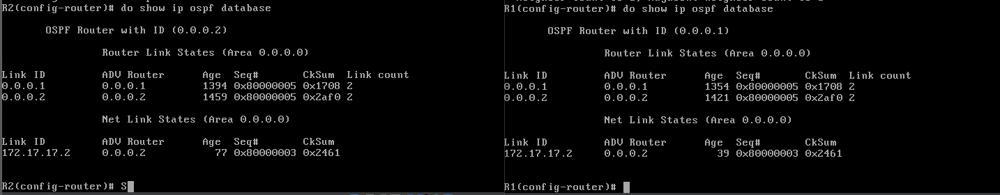 R2(config-router)# do show ip ospf database
OSPF Router with ID (0.0.0.2)
Router Link States (Area 0.0.0.0)
Link ID ADV Router Age Seq# CkSum Link count
0.0.0.1 0.0.0.1 1394 0x80000005 0x1708 2
0.0.0.2 0.0.0.2 1459 0x80000005 0x2af0 2
Net Link States (Area 0.0.0.0)
Link ID ADV Router Age Seq# CkSum
172.17.17.2 0.0.0.2 77 0x80000003 0x2461
R2(config-router)# S
R1(config-router)# do show ip ospf database
OSPF Router with ID (0.0.0.1)
Router Link States (Area 0.0.0.0)
Link ID ADV Router Age Seq# CkSum Link count
0.0.0.1 0.0.0.1 1354 0x80000005 0x1708 2
0.0.0.2 0.0.0.2 1421 0x80000005 0x2af0 2
Net Link States (Area 0.0.0.0)
Link ID ADV Router Age Seq# CkSum
172.17.17.2 0.0.0.2 39 0x80000003 0x2461
R1(config-router)#